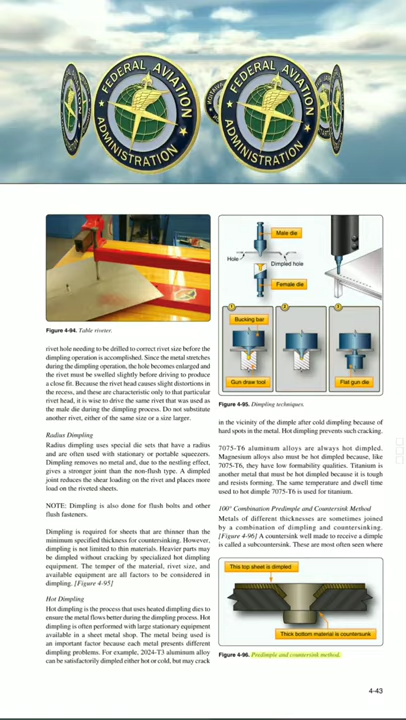 FEDERAL AVIATION
ADMINISTRATION
FEDERAL AVIATION
ADMINISTRATION
Figure 4-94. Table riveter.
rivet hole needing to be drilled to correct rivet size before the
dimpling operation is accomplished. Since the metal stretches
during the dimpling operation, the hole becomes enlarged and
the rivet must be swelled slightly before driving to produce
a close fit. Because the rivet head causes slight distortions in
the recess, and these are characteristic only to that particular
rivet head, it is wise to drive the same rivet that was used as
the male die during the dimpling process. Do not substitute
another rivet, either of the same size or a size larger.
Radius Dimpling
Radius dimpling uses special die sets that have a radius
and are often used with stationary or portable squeezers.
Dimpling removes no metal and, due to the nestling effect,
gives a stronger joint than the non-flush type. A dimpled
joint reduces the shear loading on the rivet and places more
load on the riveted sheets.
NOTE: Dimpling is also done for flush bolts and other
flush fasteners.
Dimpling is required for sheets that are thinner than the
minimum specified thickness for countersinking. However,
dimpling is not limited to thin materials. Heavier parts may
be dimpled without cracking by specialized hot dimpling
equipment. The temper of the material, rivet size, and
available equipment are all factors to be considered in
dimpling. [Figure 4-95]
Hot Dimpling
Hot dimpling is the process that uses heated dimpling dies to
ensure the metal flows better during the dimpling process. Hot
dimpling is often performed with large stationary equipment
available in a sheet metal shop. The metal being used is
an important factor because each metal presents different
dimpling problems. For example, 2024-T3 aluminum alloy
can be satisfactorily dimpled either hot or cold, but may crack
Male die
Hole
Dimpled hole
Female die
1
2
3
Bucking bar
Gun draw tool
Flat gun die
Figure 4-95. Dimpling techniques.
in the vicinity of the dimple after cold dimpling because of
hard spots in the metal. Hot dimpling prevents such cracking.
7075-T6 aluminum alloys are always hot dimpled.
Magnesium alloys also must be hot dimpled because, like
7075-T6, they have low formability qualities. Titanium is
another metal that must be hot dimpled because it is tough
and resists forming. The same temperature and dwell time
used to hot dimple 7075-T6 is used for titanium.
100° Combination Predimple and Countersink Method
Metals of different thicknesses are sometimes joined
by a combination of dimpling and countersinking.
[Figure 4-96] A countersink well made to receive a dimple
is called a subcountersink. These are most often seen where
This top sheet is dimpled
Thick bottom material is countersunk
Figure 4-96. Predimple and countersink method.
4-43